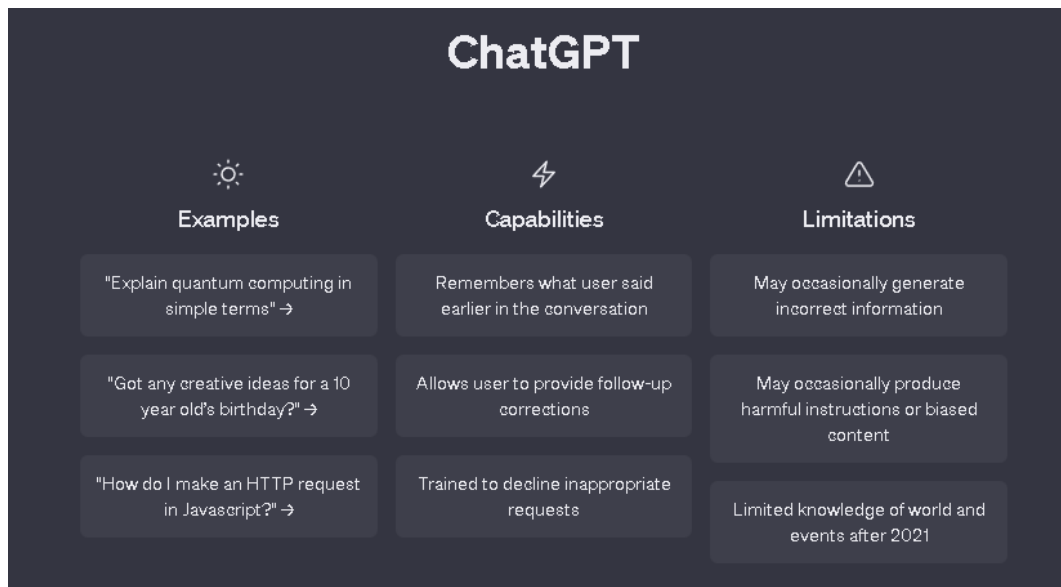 ChatGPT
Examples
"Explain quantum computing in
simple terms" →
"Got any creative ideas for a 10
year old's birthday?" →
"How do I make an HTTP request
in Javascript?" →
Capabilities
Remembers what user said
earlier in the conversation
Allows user to provide follow-up
corrections
Trained to decline inappropriate
requests
Limitations
May occasionally generate
incorrect information
May occasionally produce
harmful instructions or biased
content
Limited knowledge of world and
events after 2021